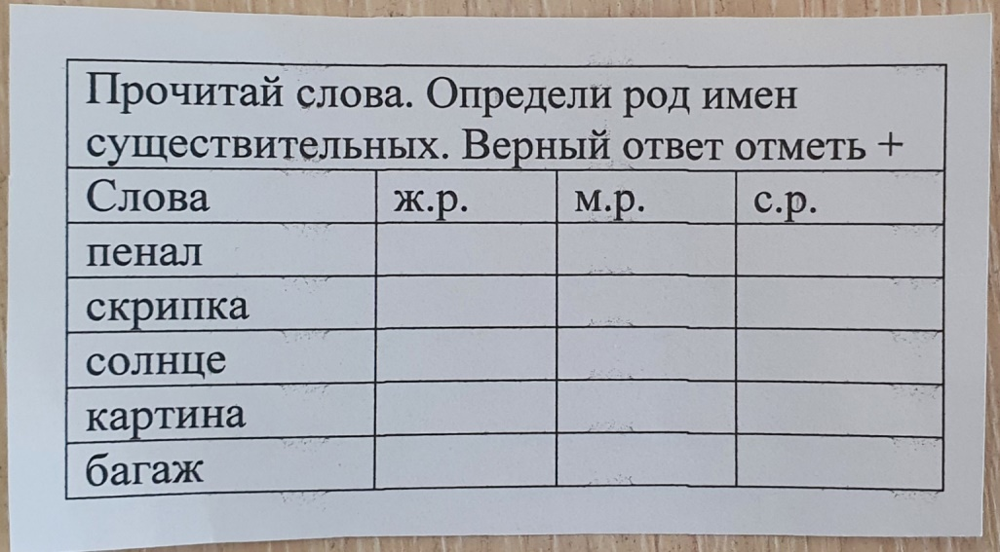 Прочитай слова. Определи род имен
существительных. Верный ответ отметь +
Слова ж.р. м.р. с.р.
пенал
скрипка
солнце
картина
багаж